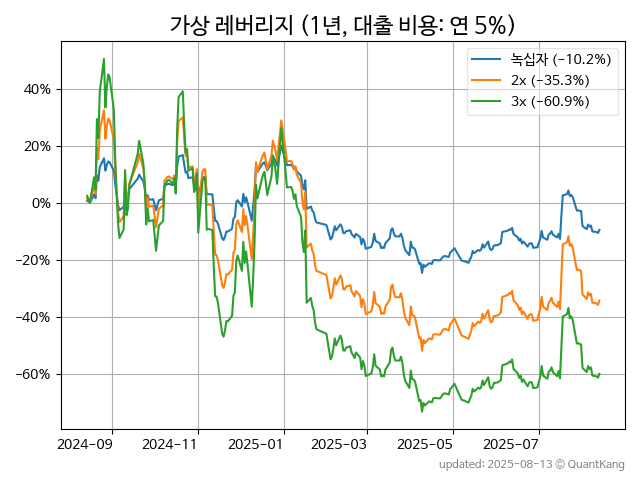 가상 레버리지 (1년, 대출 비용: 연 5%)
녹십자 (−10.2%)
2x (−35.3%)
3x (−60.9%)
40%
20%
0%
−20%
−40%
−60%
2024-09 2024-11 2025-01 2025-03 2025-05 2025-07
updated: 2025-08-13 © QuantKang